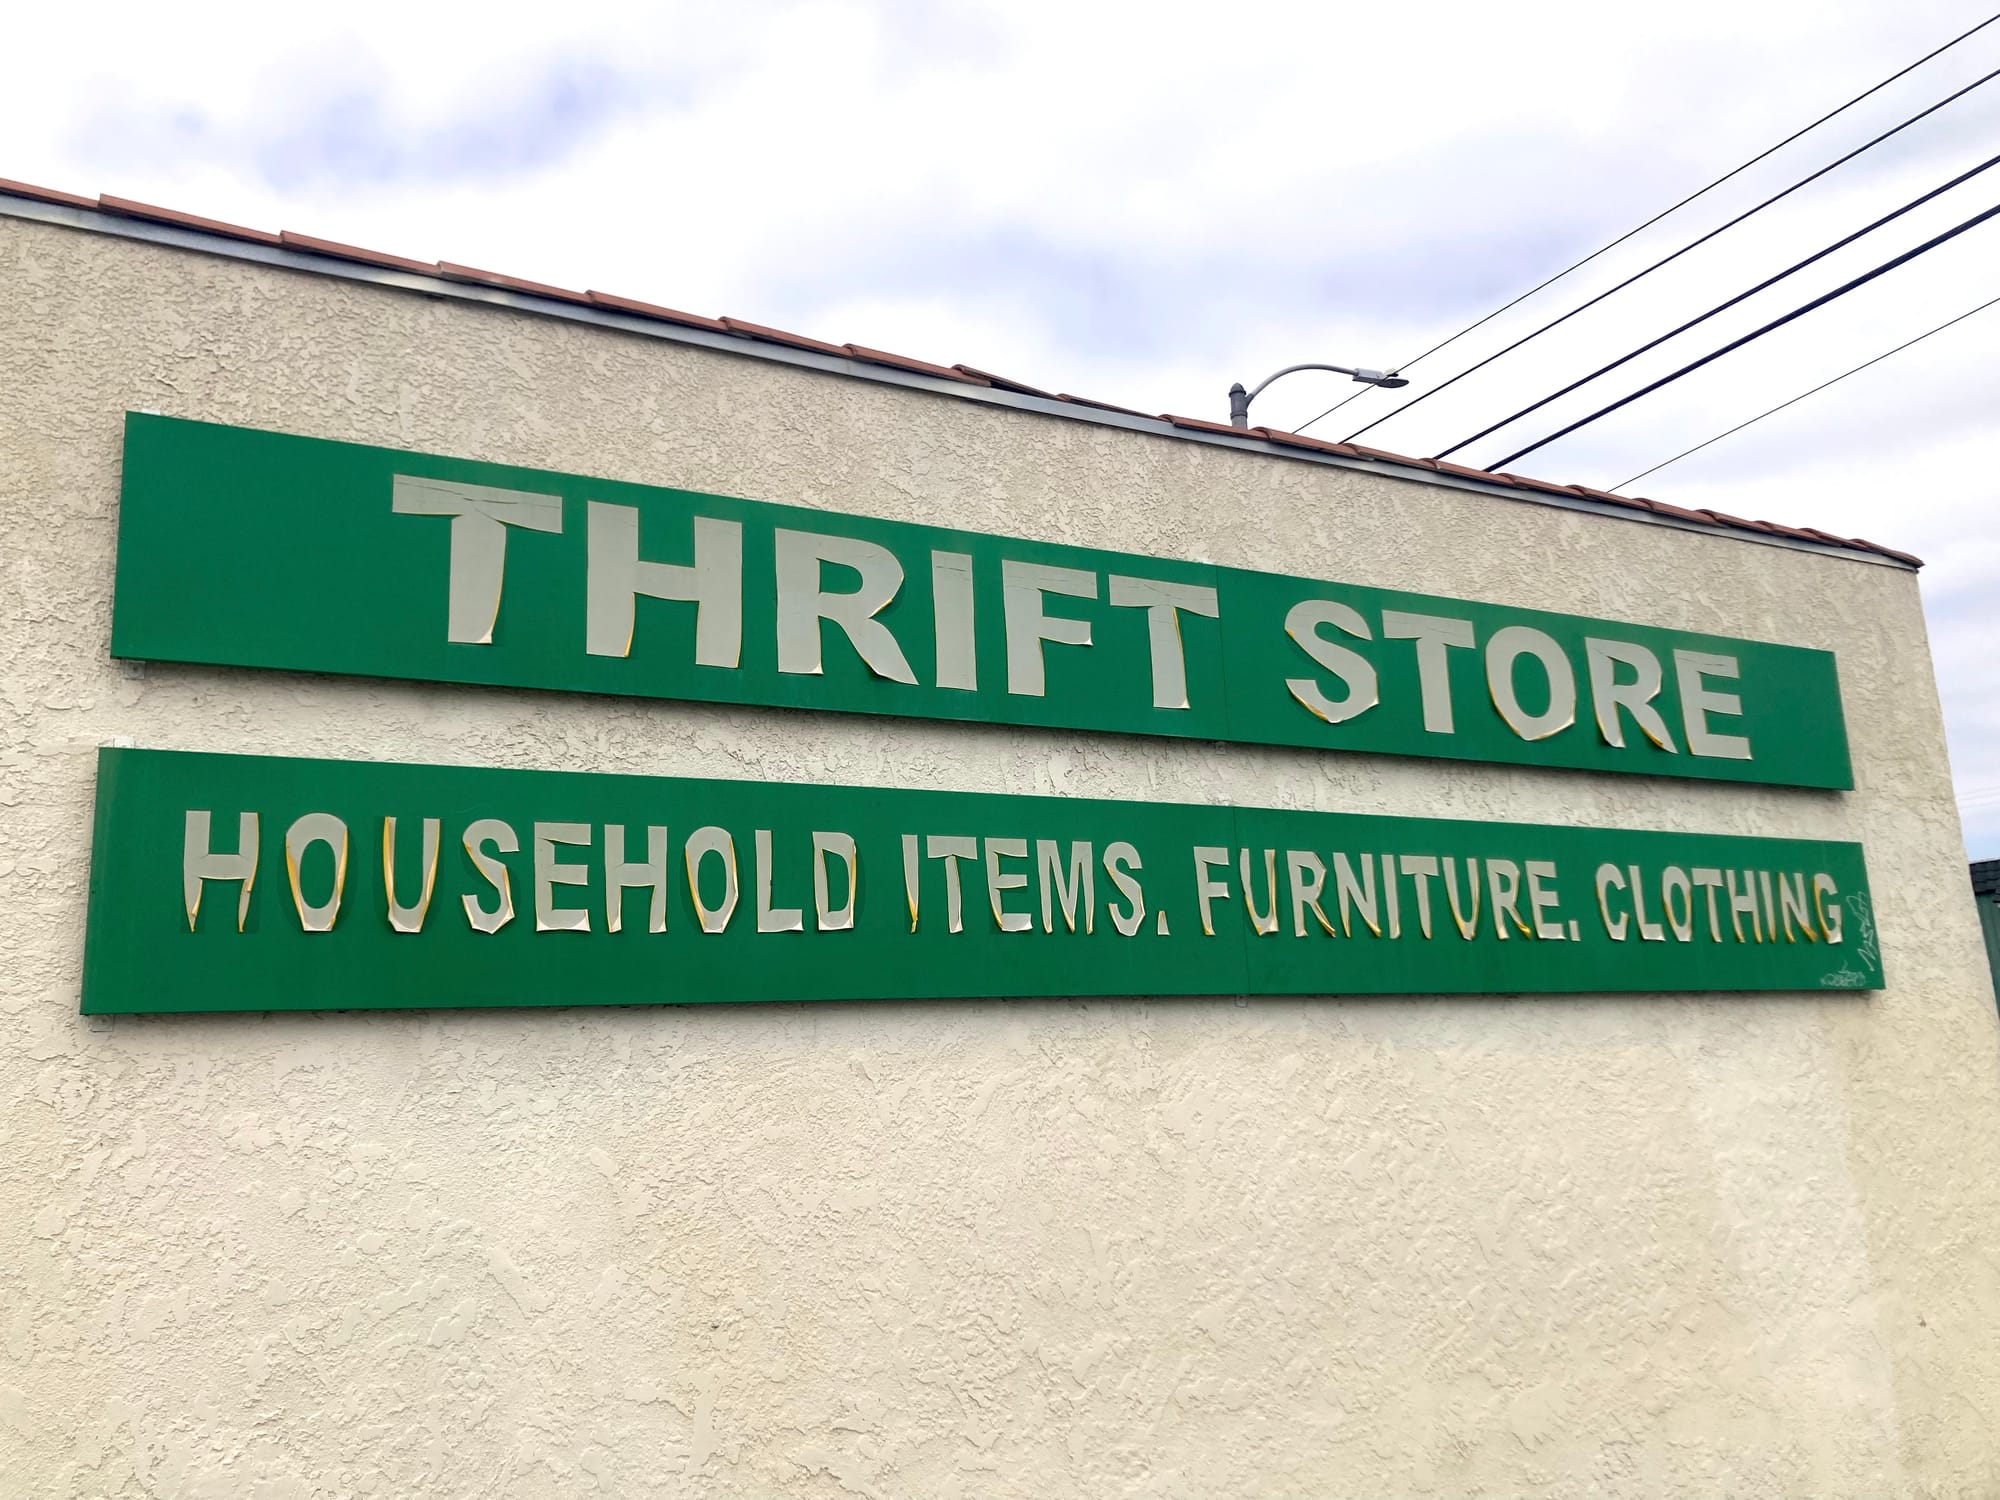 THRIFT STORE
HOUSEHOLD ITEMS. FURNITURE. CLOTHING